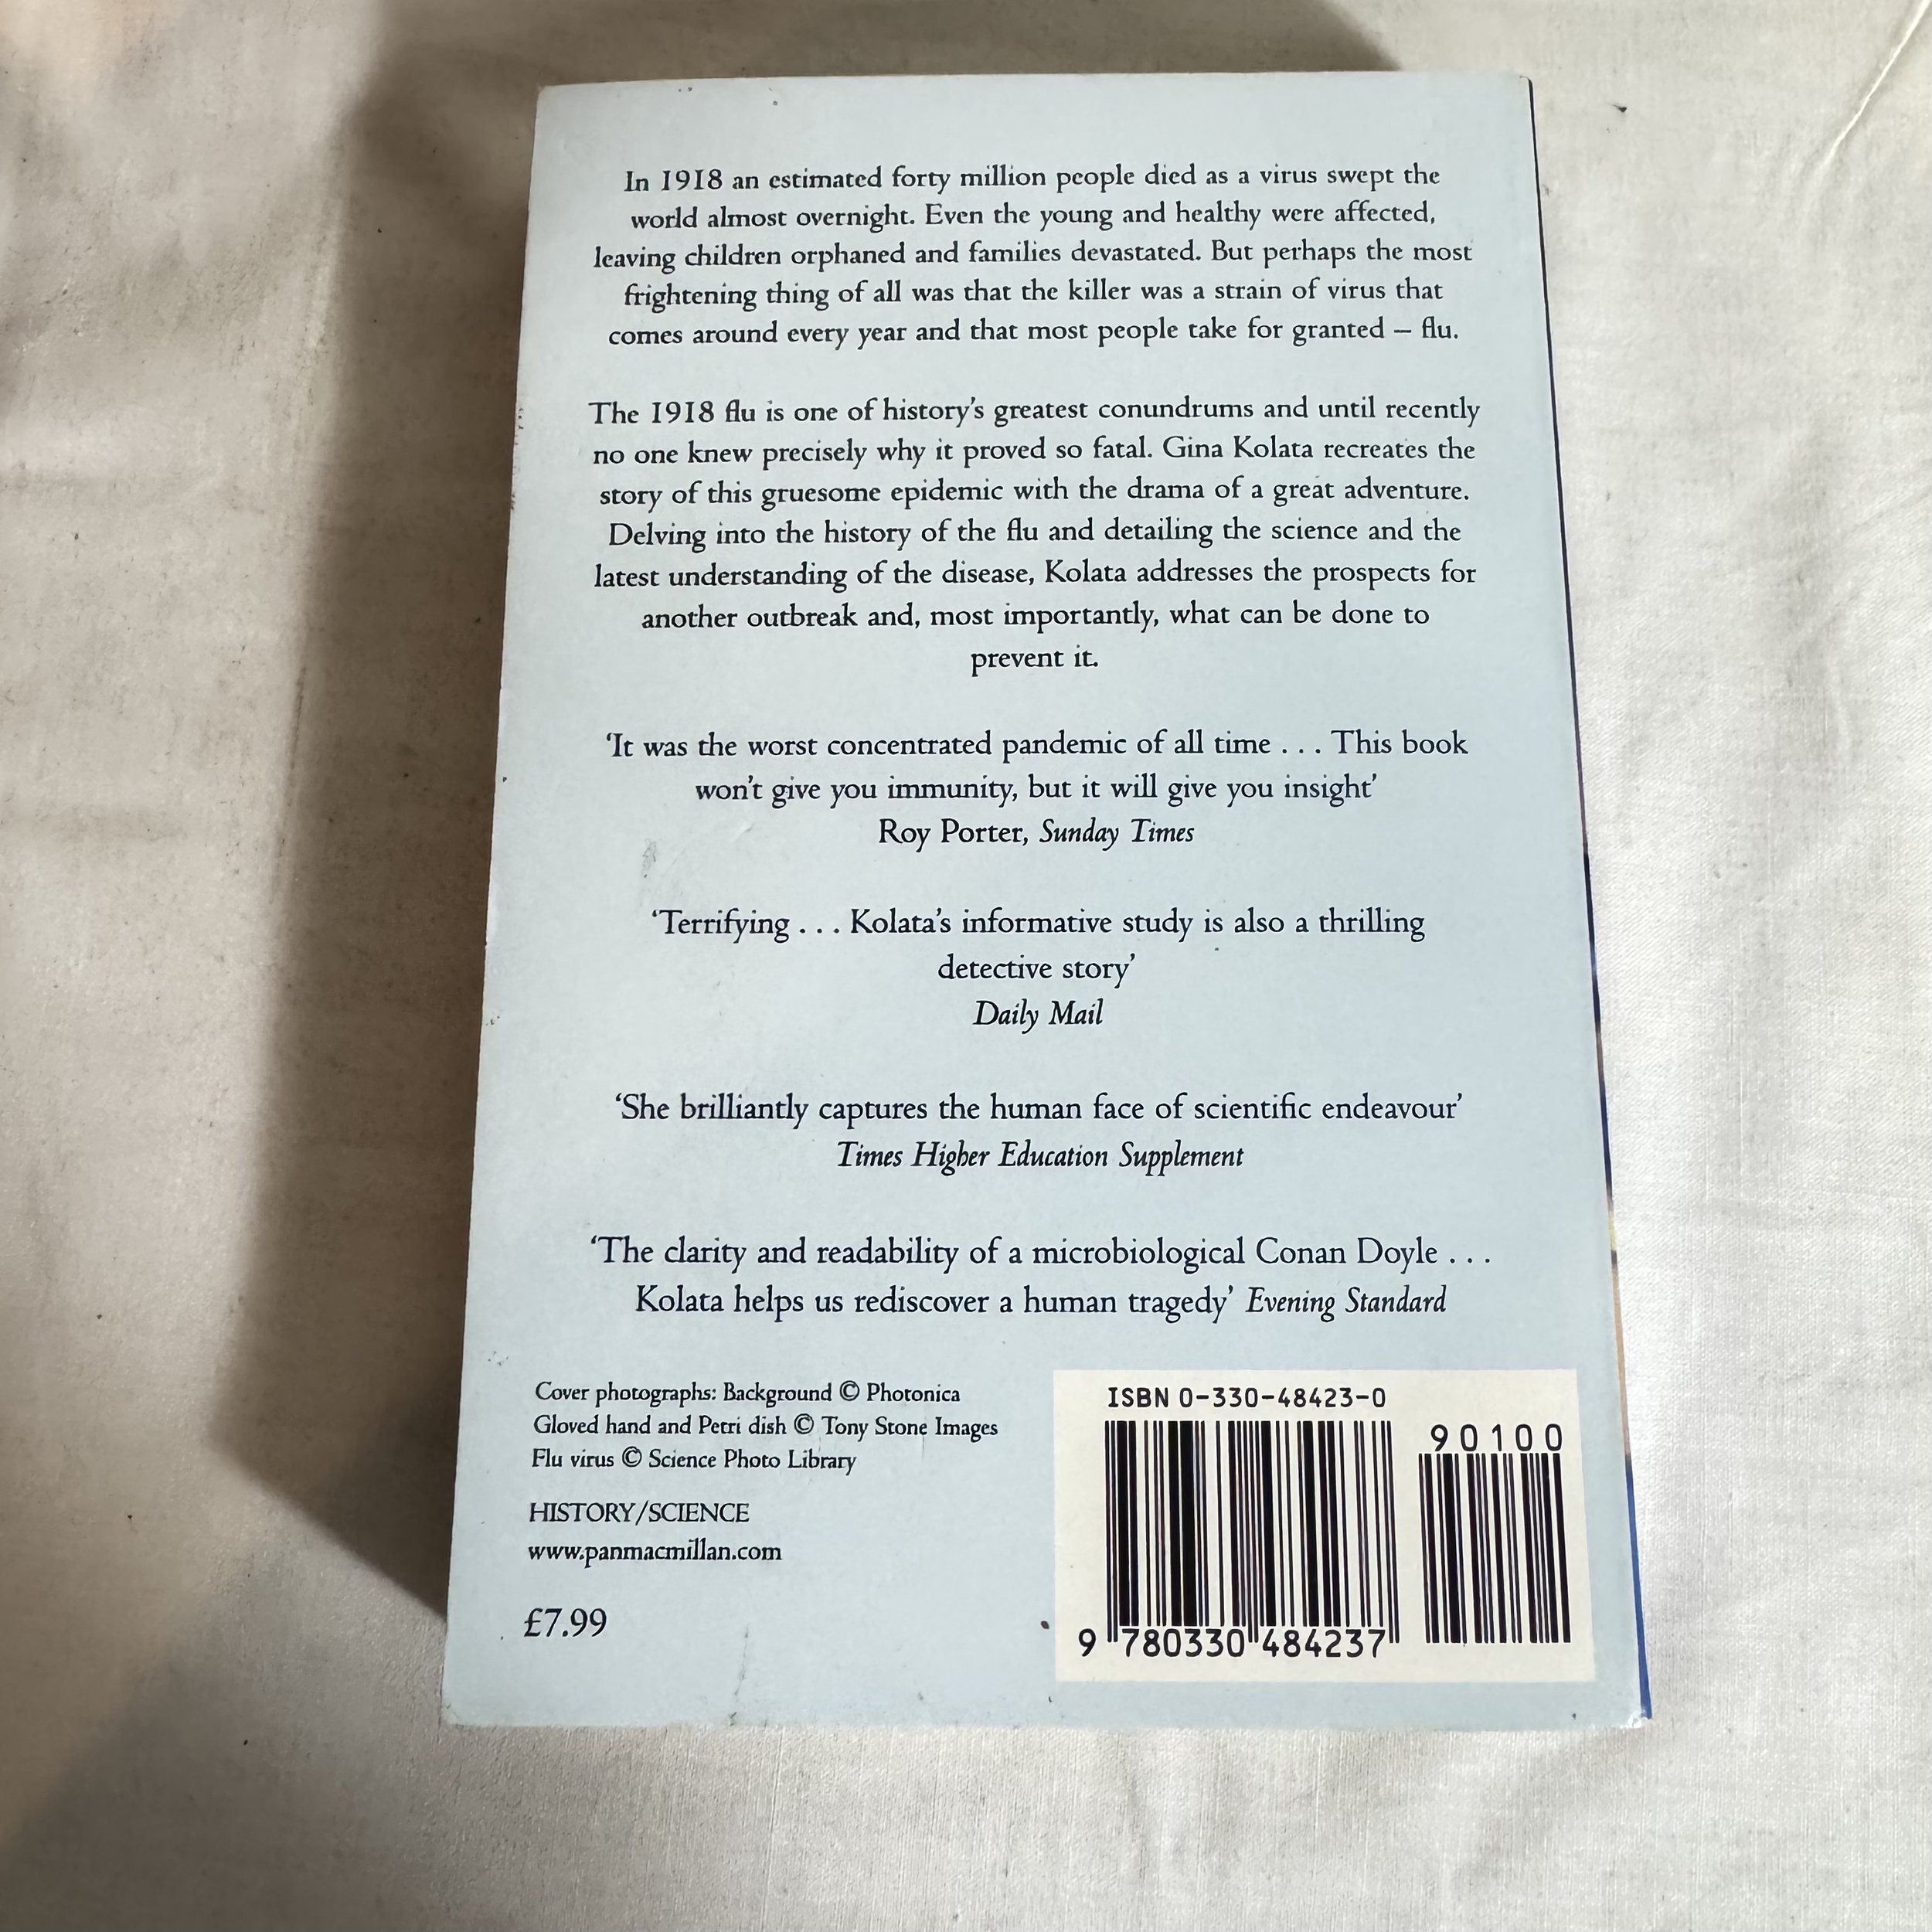 In 1918 an estimated forty million people died as a virus swept the
world almost overnight. Even the young and healthy were affected,
leaving children orphaned and families devastated. But perhaps the most
frightening thing of all was that the killer was a strain of virus that
comes around every year and that most people take for granted – flu.
The 1918 flu is one of history's greatest conundrums and until recently
no one knew precisely why it proved so fatal. Gina Kolata recreates the
story of this gruesome epidemic with the drama of a great adventure.
Delving into the history of the flu and detailing the science and the
latest understanding of the disease, Kolata addresses the prospects for
another outbreak and, most importantly, what can be done to
prevent it.
‘It was the worst concentrated pandemic of all time . . . This book
won't give you immunity, but it will give you insight’
Roy Porter, Sunday Times
‘Terrifying . . . Kolata's informative study is also a thrilling
detective story’
Daily Mail
‘She brilliantly captures the human face of scientific endeavour’
Times Higher Education Supplement
‘The clarity and readability of a microbiological Conan Doyle . . .
Kolata helps us rediscover a human tragedy’ Evening Standard
Cover photographs: Background © Photonica
Gloved hand and Petri dish © Tony Stone Images
Flu virus © Science Photo Library
HISTORY/SCIENCE
www.panmacmillan.com
£7.99
ISBN 0-330-48423-0
90100
9 780330 484237